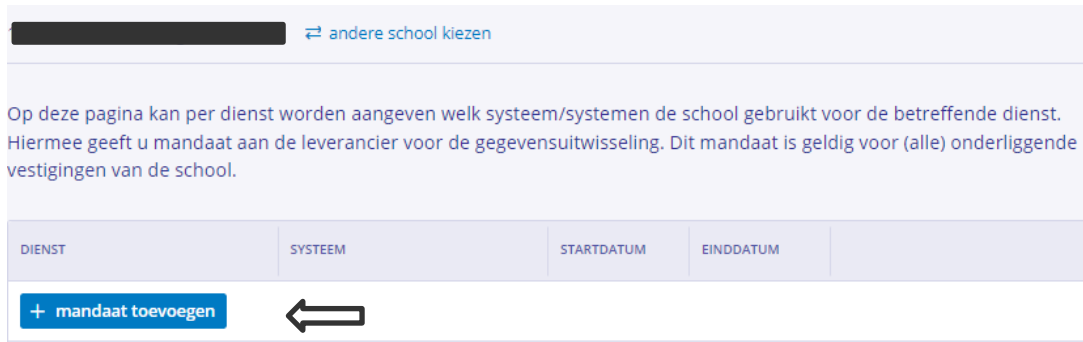 ⇄ andere school kiezen
Op deze pagina kan per dienst worden aangeven welk systeem/systemen de school gebruikt voor de betreffende dienst.
Hiermee geeft u mandaat aan de leverancier voor de gegevensuitwisseling. Dit mandaat is geldig voor (alle) onderliggende
vestigingen van de school.
DIENST SYSTEEM STARTDATUM EINDDATUM
+ mandaat toevoegen